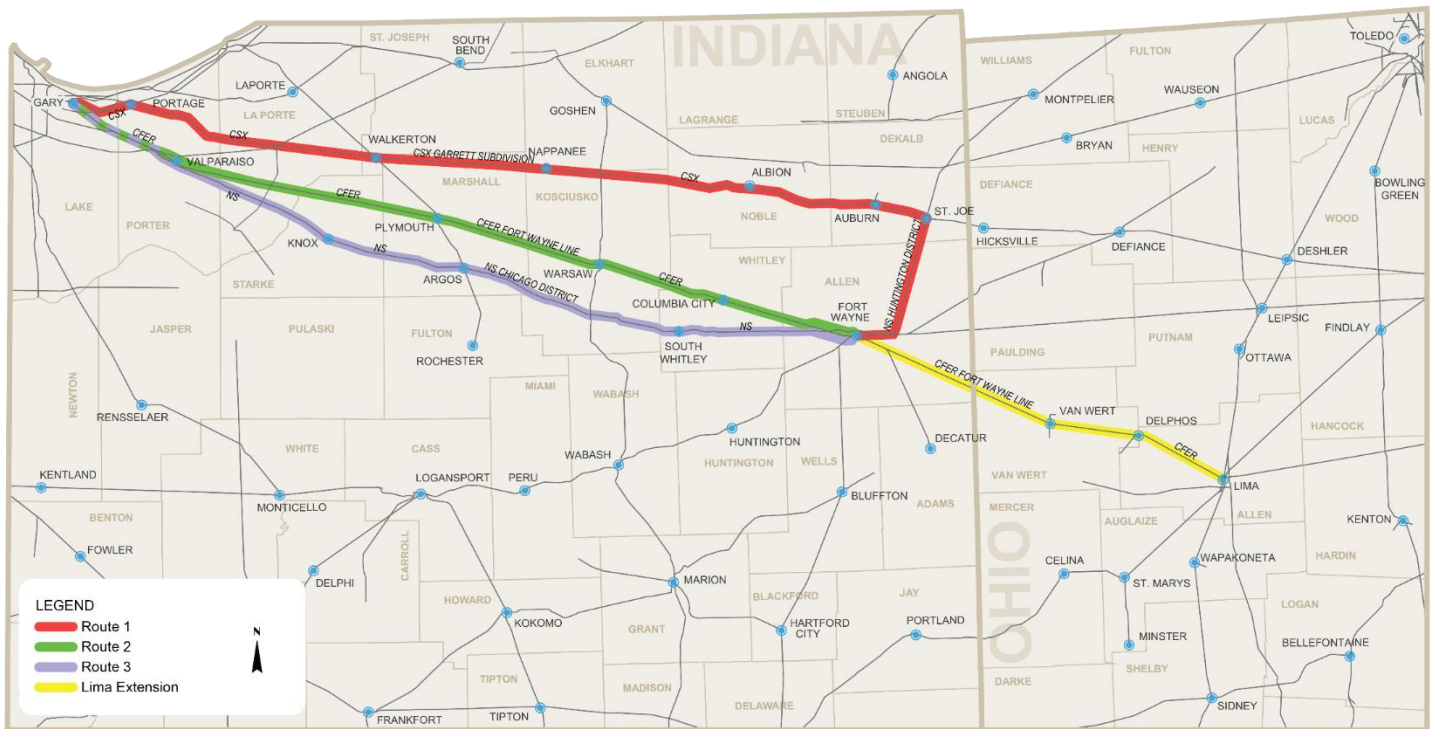 INDIANA
OHIO
ST. JOSEPH
SOUTH
BEND
ELKHART
ANGOLA
WILLIAMS
FULTON
TOLEDO
LAPORTE
GARY
PORTAGE
LA PORTE
GOSHEN
LAGRANGE
STEUBEN
DEKALB
MONTPELIER
WAUSEON
LUCAS
CSX
CFER
CSX
WALKERTON
CSX GARRETT SUBDIVISION
NAPPANEE
BRYAN
HENRY
VALPARAISO
MARSHALL
KOSCIUSKO
CSX
ALBION
DEFIANCE
BOWLING
GREEN
NS
CFER
LAKE
PORTER
NOBLE
AUBURN
ST. JOE
WOOD
PLYMOUTH
CFER FORT WAYNE LINE
HICKSVILLE
DEFIANCE
DESHLER
KNOX
NS
ARGOS
NS CHICAGO DISTRICT
WARSAW
CFER
WHITLEY
ALLEN
NS HUNTINGTON DISTRICT
STARKE
COLUMBIA CITY
FORT
WAYNE
LEIPSIC
FINDLAY
JASPER
PULASKI
FULTON
ROCHESTER
SOUTH
WHITLEY
NS
PAULDING
PUTNAM
OTTAWA
NEWTON
MIAMI
WABASH
CFER FORT WAYNE LINE
RENSSELAER
VAN WERT
DELPHOS
HANCOCK
WHITE
CASS
HUNTINGTON
DECATUR
CFER
WABASH
HUNTINGTON
WELLS
VAN WERT
LIMA
KENTLAND
LOGANSPORT
PERU
MONTICELLO
BLUFFTON
ADAMS
MERCER
ALLEN
BENTON
AUGLAIZE
KENTON
FOWLER
CARROLL
DELPHI
MARION
CELINA
ST. MARYS
WAPAKONETA
HARDIN
HOWARD
KOKOMO
BLACKFORD
JAY
LOGAN
GRANT
HARTFORD
CITY
PORTLAND
MINSTER
BELLEFONTAINE
SHELBY
TIPTON
MADISON
DARKE
DELAWARE
FRANKFORT
TIPTON
SIDNEY
LEGEND
Route 1
Route 2
Route 3
Lima Extension
N